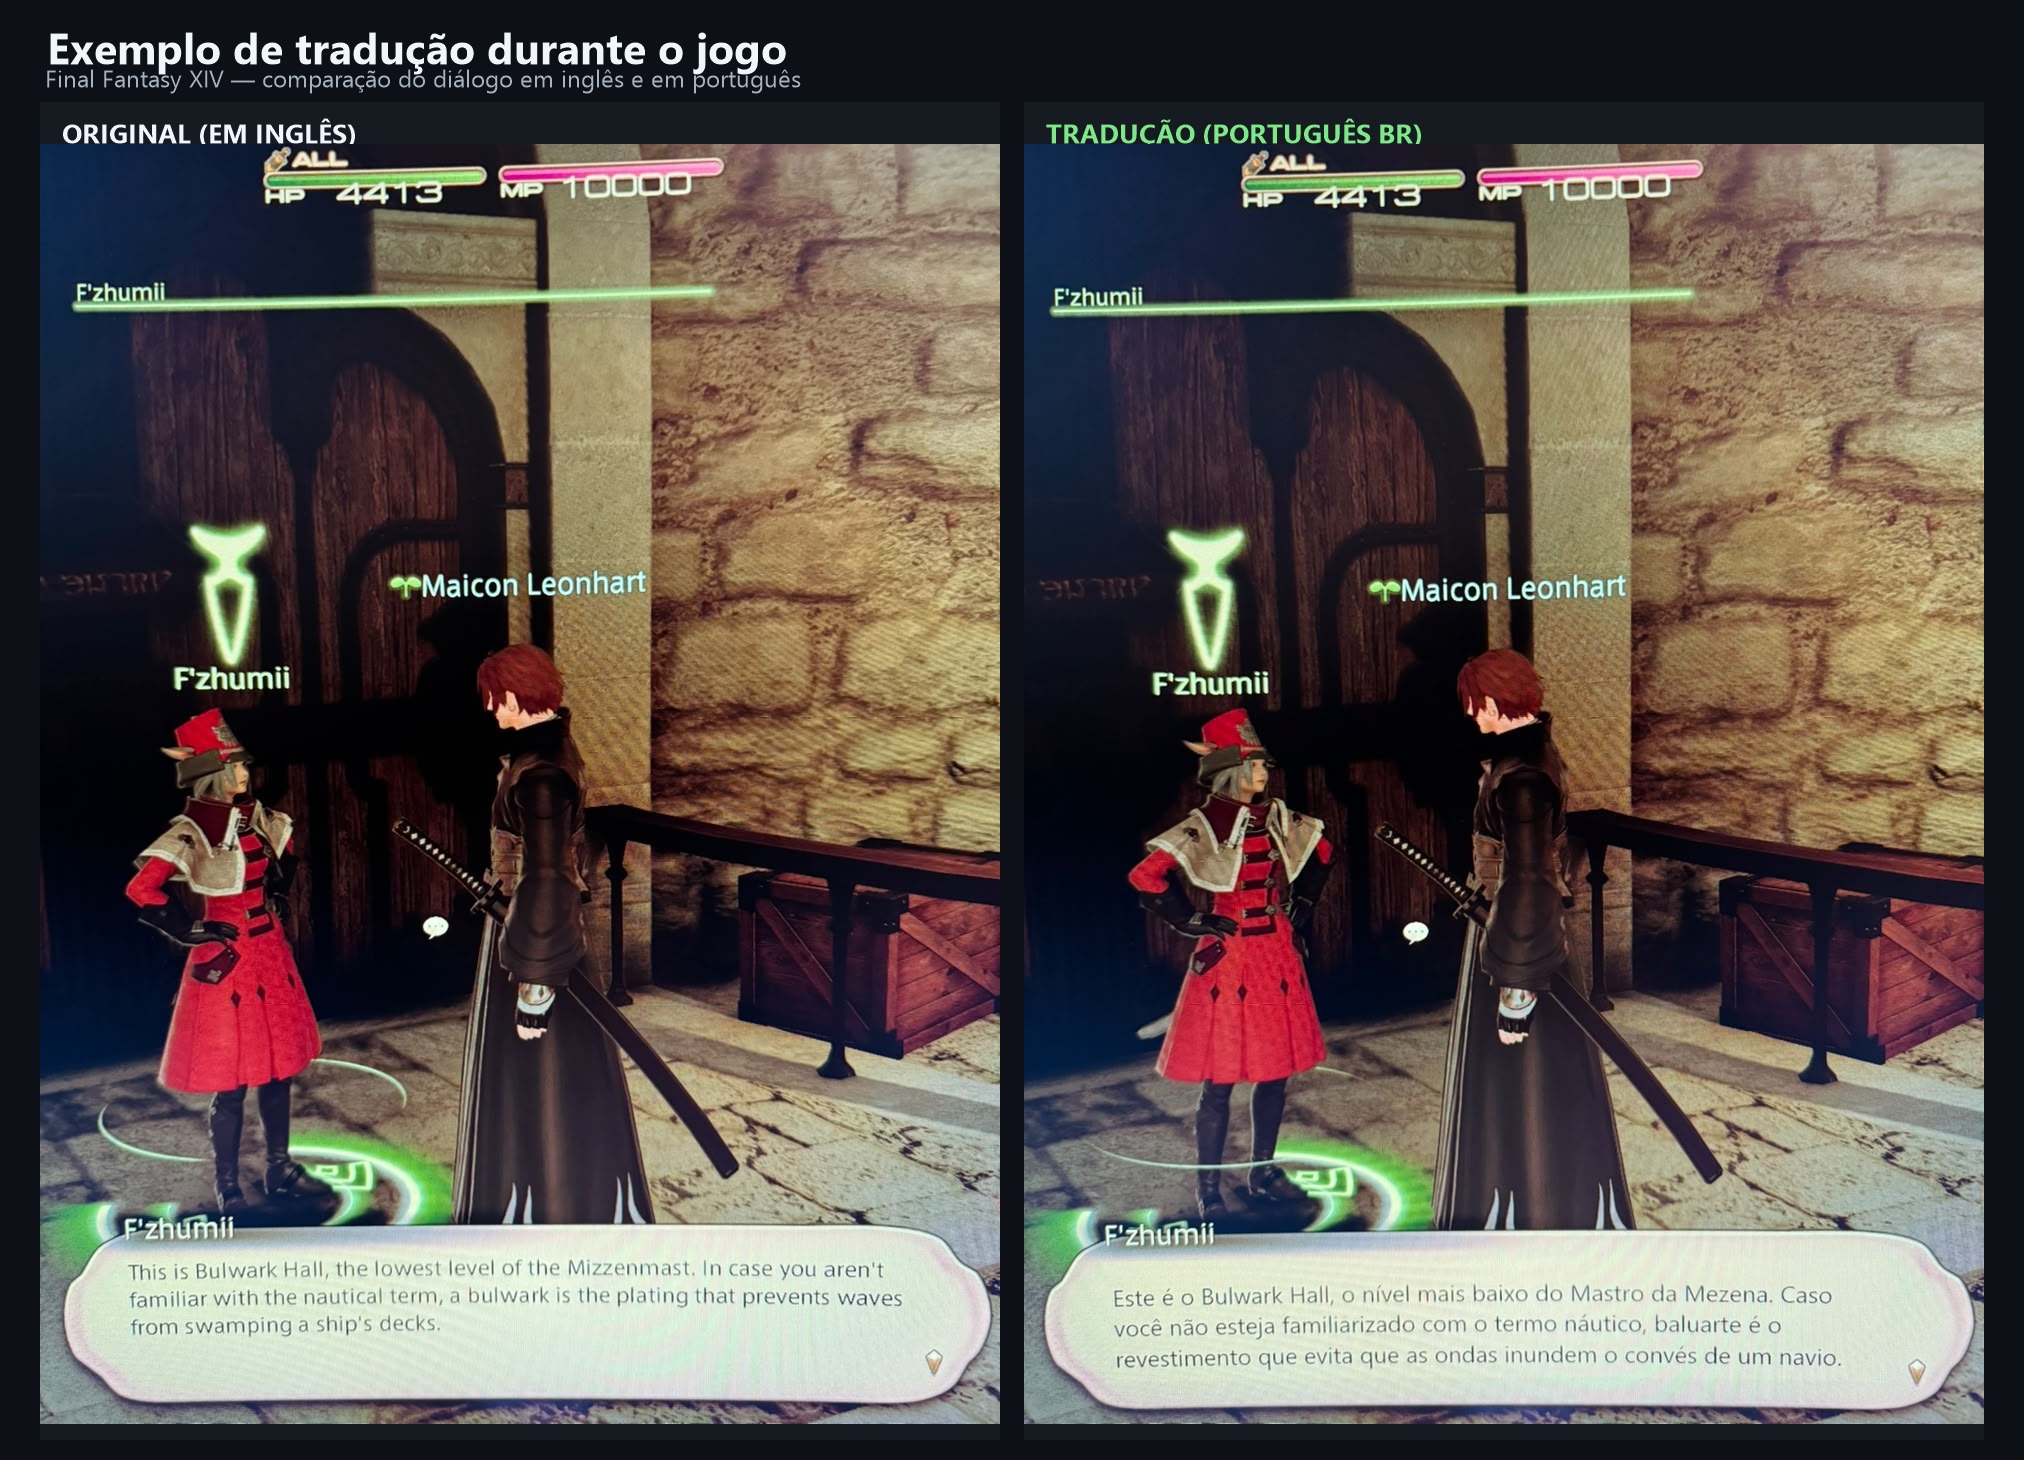 Exemplo de tradução durante o jogo
Final Fantasy XIV — comparação do diálogo em inglês e em português
ORIGINAL (EM INGLÊS)
ALL
HP 4413 MP 10000
F'zhumii
Maicon Leonhart
F'zhumii
F'zhumii
This is Bulwark Hall, the lowest level of the Mizzenmast. In case you aren't
familiar with the nautical term, a bulwark is the plating that prevents waves
from swamping a ship's decks.
TRADUÇÃO (PORTUGUÊS BR)
ALL
HP 4413 MP 10000
F'zhumii
Maicon Leonhart
F'zhumii
F'zhumii
Este é o Bulwark Hall, o nível mais baixo do Mastro da Mezena. Caso
você não esteja familiarizado com o termo náutico, baluarte é o
revestimento que evita que as ondas inundem o convés de um navio.